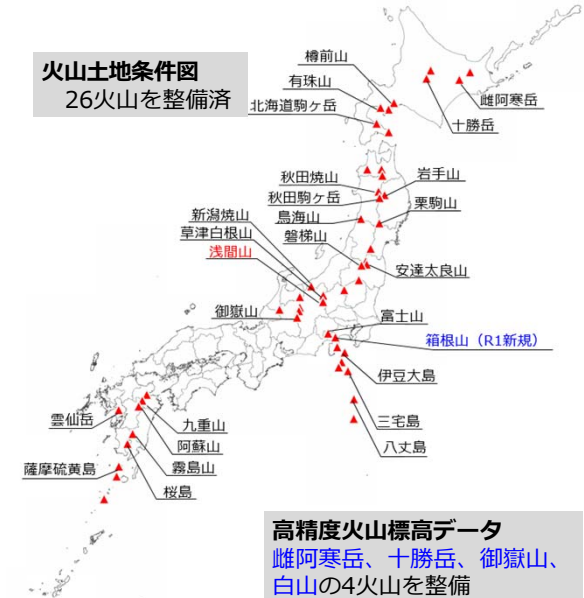 火山土地条件図
26火山を整備済
樽前山
有珠山
北海道駒ヶ岳
雌阿寒岳
十勝岳
秋田焼山
岩手山
秋田駒ヶ岳
栗駒山
鳥海山
新潟焼山
草津白根山
磐梯山
浅間山
安達太良山
御嶽山
富士山
箱根山（R1新規）
伊豆大島
三宅島
八丈島
雲仙岳
九重山
阿蘇山
霧島山
薩摩硫黄島
桜島
高精度火山標高データ
雌阿寒岳、十勝岳、御嶽山、
白山の4火山を整備